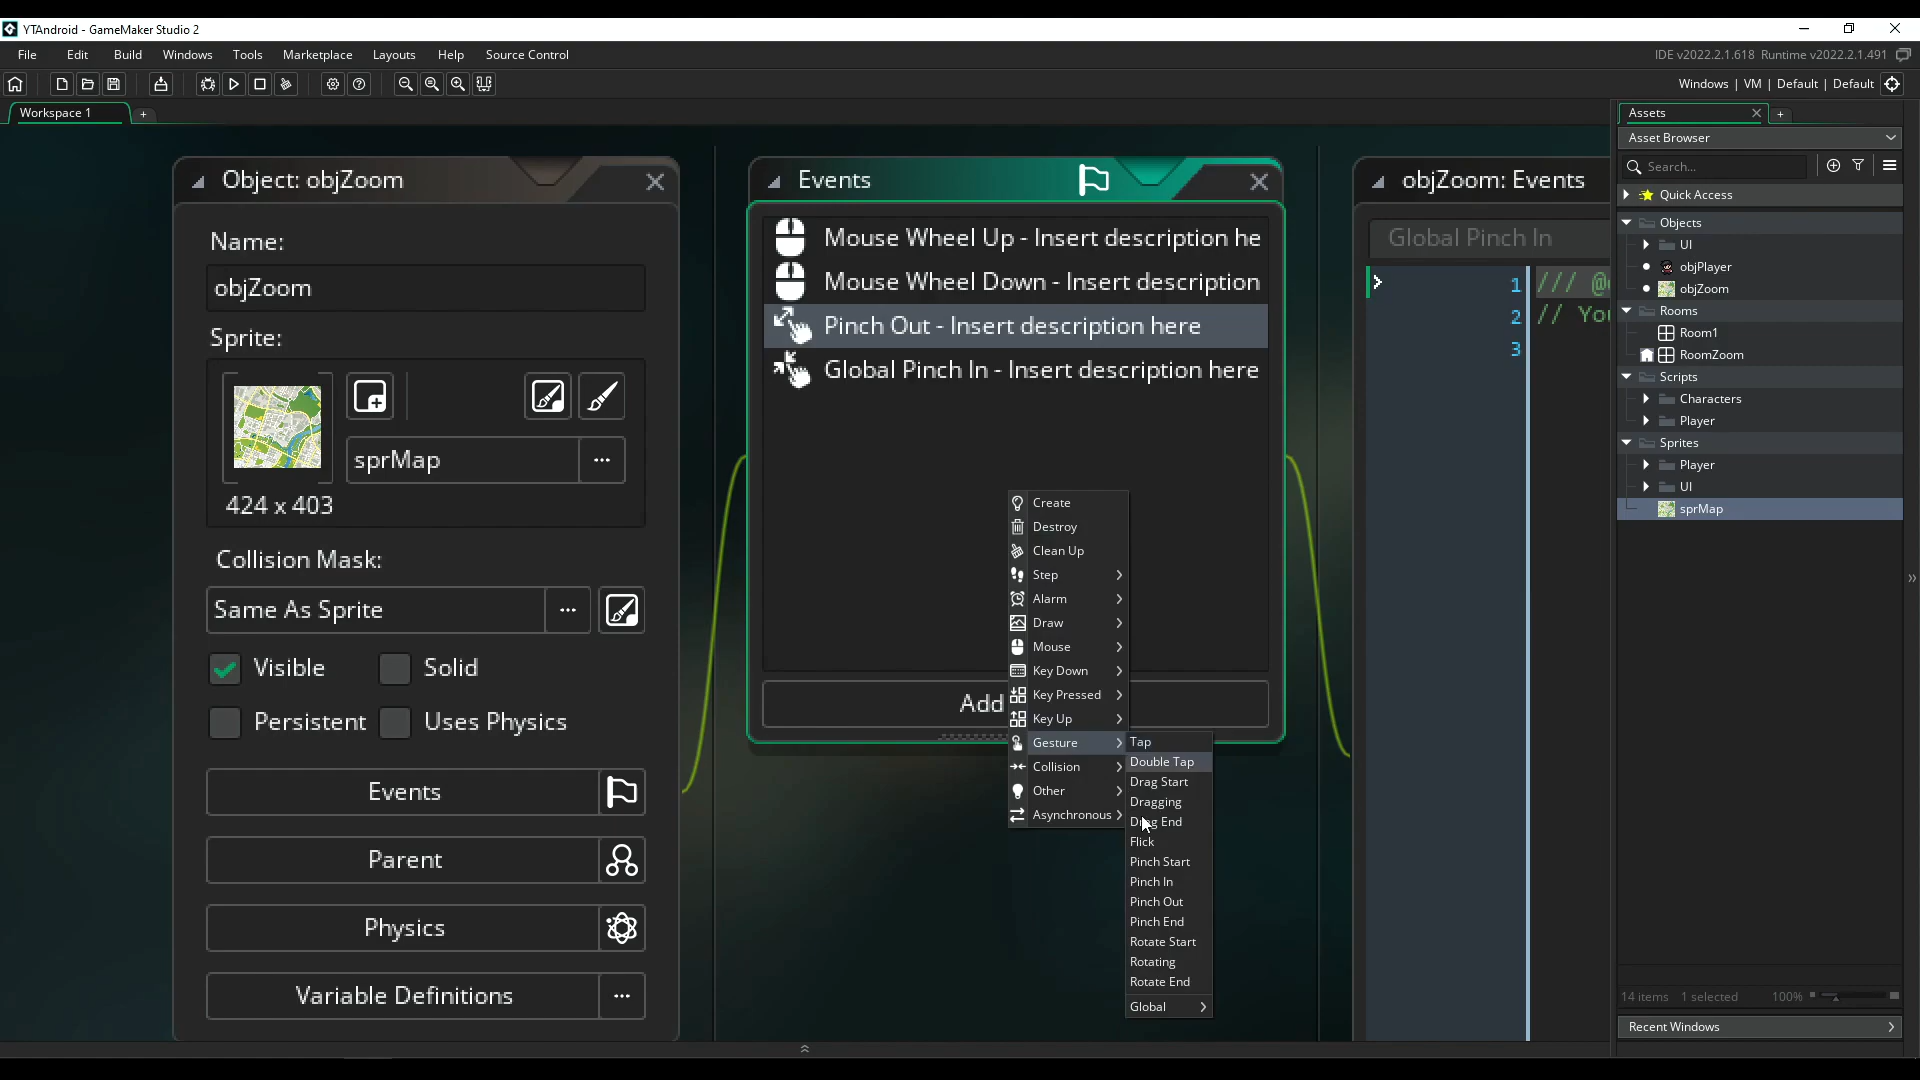 YTAndroid - GameMaker Studio 2
File Edit Build Windows Tools Marketplace Layouts Help Source Control
IDE v2022.2.1.618 Runtime v2022.2.1.491
Windows | VM | Default | Default
Workspace 1
Object: objZoom
Name:
objZoom
Sprite:
sprMap
424 x 403
Collision Mask:
Same As Sprite
Visible
Solid
Persistent
Uses Physics
Events
Parent
Physics
Variable Definitions
Events
Mouse Wheel Up - Insert description he
Mouse Wheel Down - Insert description
Pinch Out - Insert description here
Global Pinch In - Insert description here
Add
Create
Destroy
Clean Up
Step
Alarm
Draw
Mouse
Key Down
Key Pressed
Key Up
Gesture
Collision
Other
Asynchronous
Tap
Double Tap
Drag Start
Dragging
Drag End
Flick
Pinch Start
Pinch In
Pinch Out
Pinch End
Rotate Start
Rotating
Rotate End
Global
objZoom: Events
Global Pinch In
1 /// @
2 // You
3
Assets
Asset Browser
Search...
Quick Access
Objects
UI
objPlayer
objZoom
Rooms
Room1
RoomZoom
Scripts
Characters
Player
Sprites
Player
UI
sprMap
14 items 1 selected 100%
Recent Windows